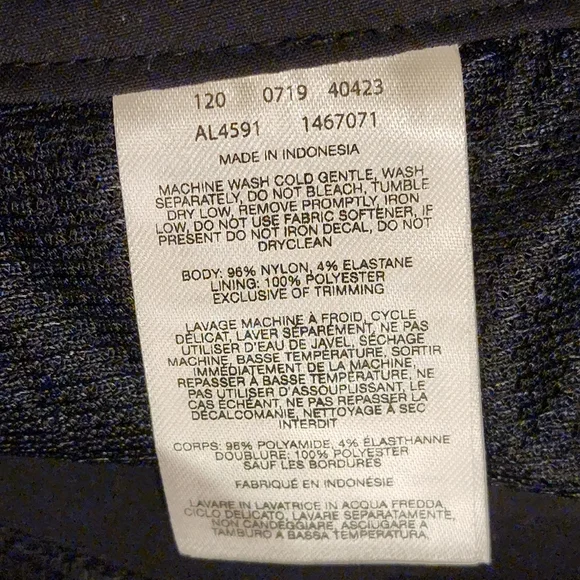 120 0719 40423
AL4591 1467071
MADE IN INDONESIA
MACHINE WASH COLD GENTLE, WASH
SEPARATELY, DO NOT BLEACH, TUMBLE
DRY LOW, REMOVE PROMPTLY, IRON
LOW, DO NOT USE FABRIC SOFTENER, IF
PRESENT DO NOT IRON DECAL, DO NOT
DRYCLEAN
BODY: 96% NYLON, 4% ELASTANE
LINING: 100% POLYESTER
EXCLUSIVE OF TRIMMING
LAVAGE MACHINE À FROID, CYCLE
DÉLICAT, LAVER SÉPARÉMENT, NE PAS
UTILISER D'EAU DE JAVEL, SÉCHAGE
MACHINE BASSE TEMPÉRATURE, SORTIR
IMMÉDIATEMENT DE LA MACHINE,
REPASSER À BASSE TEMPÉRATURE, NE
PAS UTILISER D'ASSOUPLISSANT, LE
CAS ÉCHÉANT, NE PAS REPASSER LA
DÉCALCOMANIE, NETTOYAGE À SEC
INTERDIT
CORPS: 96% POLYAMIDE, 4% ÉLASTHANNE
DOUBLURE: 100% POLYESTER
SAUF LES BORDURES
FABRIQUÉ EN INDONÉSIE
LAVARE IN LAVATRICE IN ACQUA FREDDA,
CICLO DELICATO, LAVARE SEPARATAMENTE,
NON CANDEGGIARE, ASCIUGARE A
TAMBURO A BASSA TEMPERATURA,